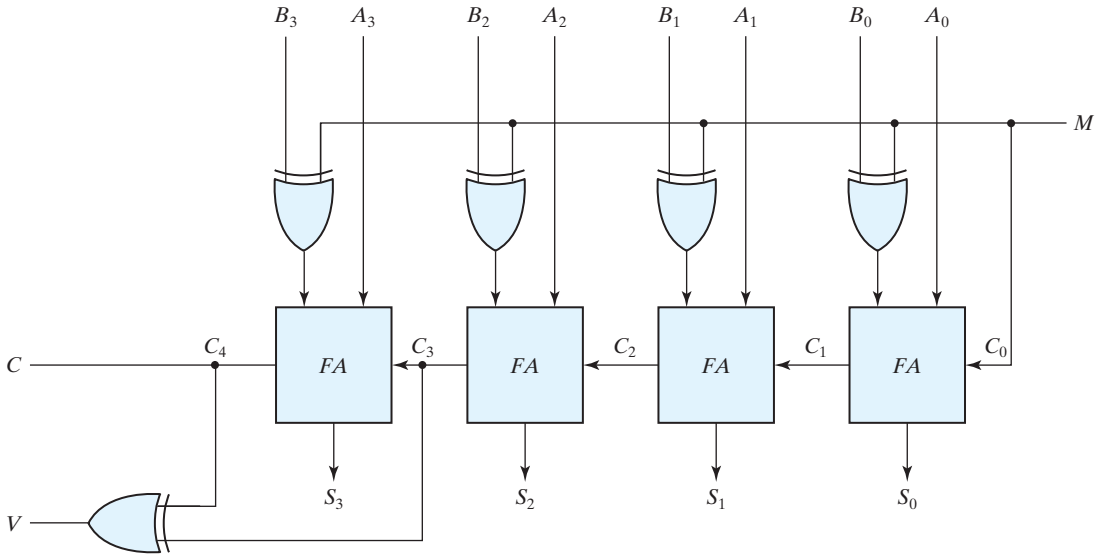 B3 A3 B2 A2 B1 A1 B0 A0
M
C C4 FA C3 FA C2 FA C1 FA C0
S3 S2 S1 S0
V